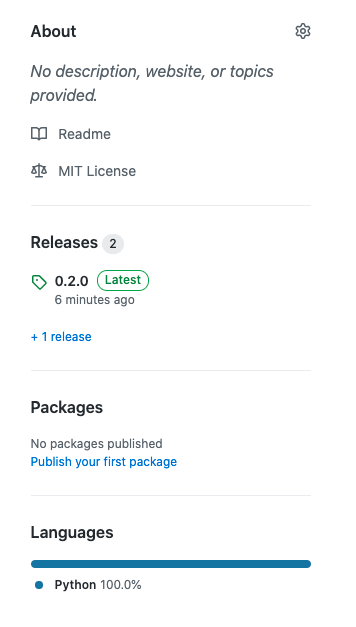 About
No description, website, or topics
provided.
Readme
MIT License
Releases 2
0.2.0 Latest
6 minutes ago
+ 1 release
Packages
No packages published
Publish your first package
Languages
Python 100.0%